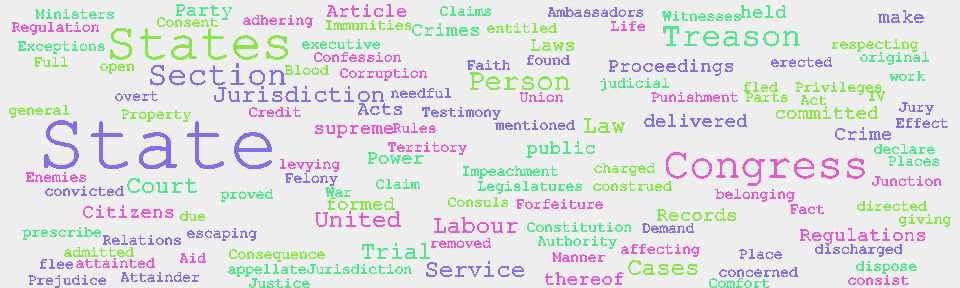 Ministers Party Article Claims Ambassadors Witnesses held make
Regulation Consent adhering Immunities Crimes entitled Life
Exceptions States executive Laws Treason respecting
Full open Section Blood Confession Faith found Proceedings erected original
Corruption Person judicial work
overt Jurisdiction needful Union Punishment fled Parts Privileges Act IV
general Property Credit Acts Testimony committed Jury
State supreme Rules mentioned Law delivered Crime Effect
Territory public declare
levying Power Impeachment charged Congress Places
Enemies Felony Claim Legislatures construed Junction
convicted Court proved War formed Consuls Forfeiture belonging
Citizens due United Labour Records Fact directed giving
prescribe Relations escaping Constitution Demand Regulations
admitted Consequence Trial removed Authority affecting Place discharged
flee attainted Aid Manner
Prejudice Attainder appellate Jurisdiction Service Cases concerned dispose
Justice thereof Comfort consist